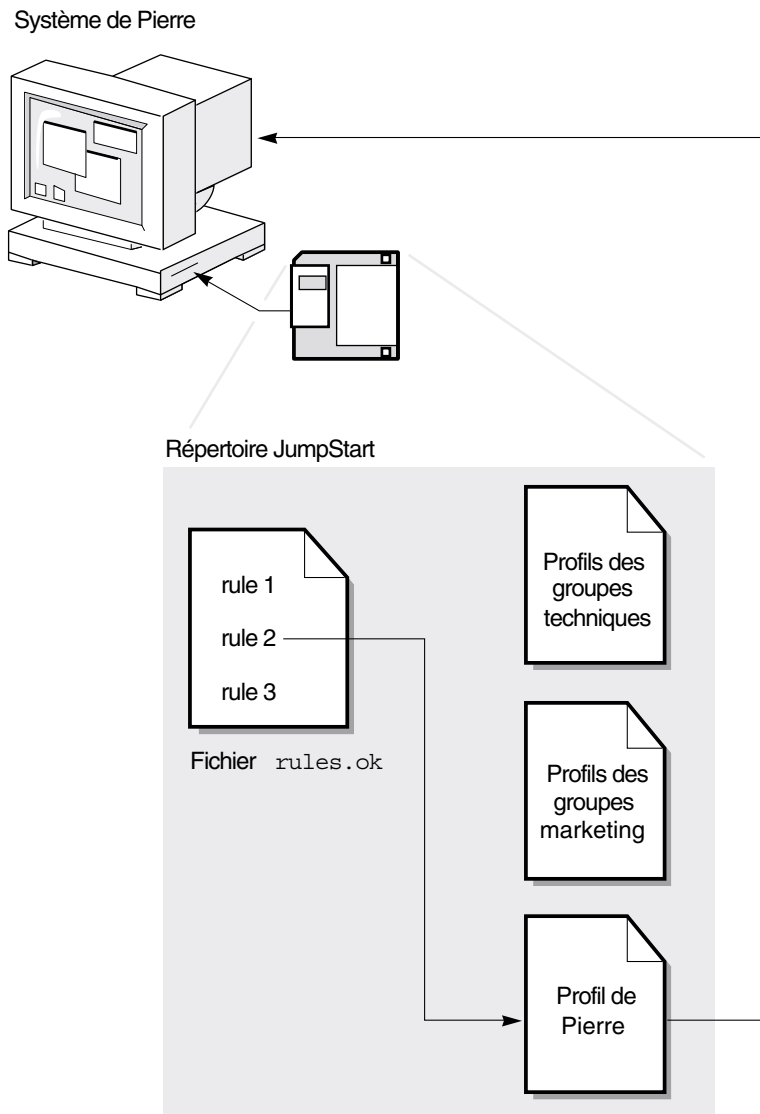 Système de Pierre
Répertoire JumpStart
rule 1
rule 2
rule 3
Fichier rules.ok
Profils des
groupes
techniques
Profils des
groupes
marketing
Profil de
Pierre